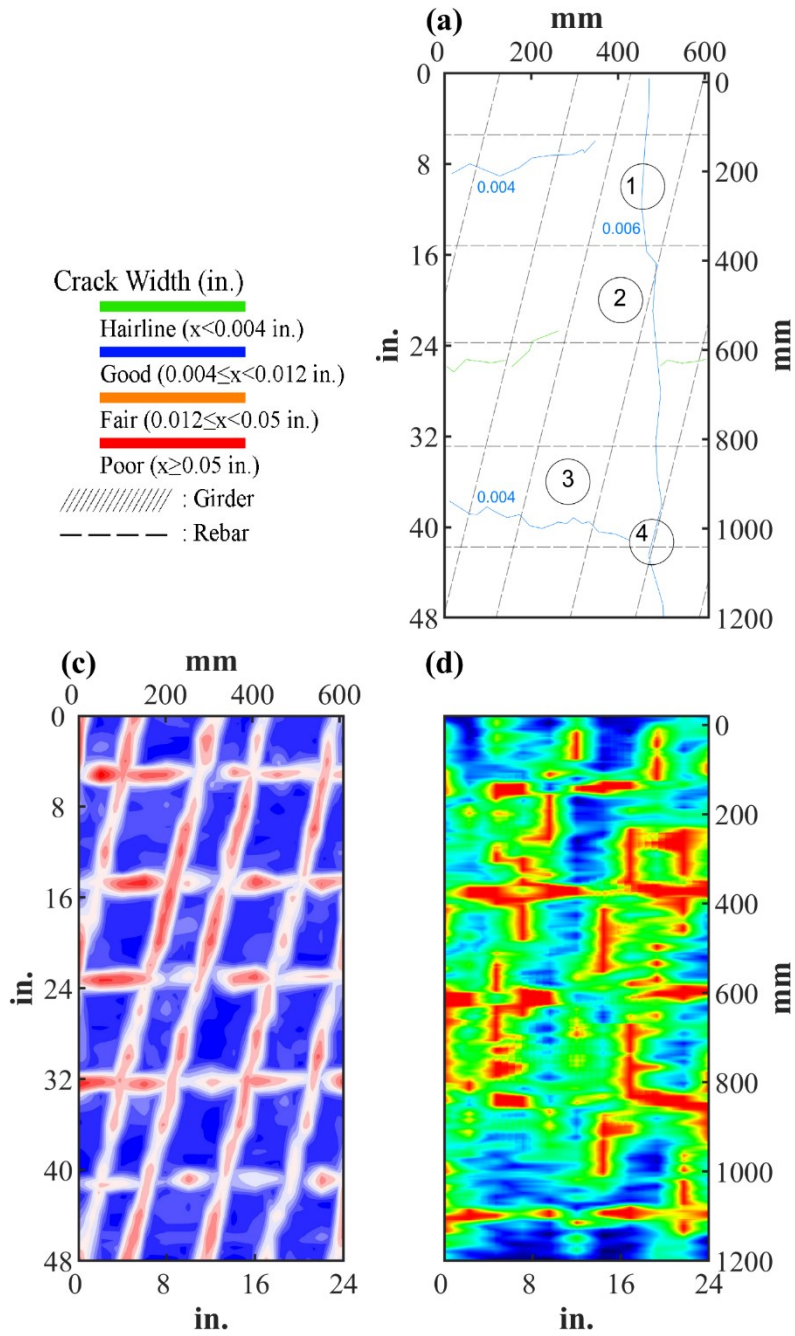 (a)
mm
0 200 400 600
0
8
16
24
32
40
48
in.
0
200
400
600
800
1000
1200
mm
0.004
0.006
0.004
1
2
3
4
Crack Width (in.)
Hairline (x<0.004 in.)
Good (0.004≤x<0.012 in.)
Fair (0.012≤x<0.05 in.)
Poor (x≥0.05 in.)
: Girder
: Rebar
(c)
mm
0 200 400 600
0
8
16
24
32
40
48
in.
0 8 16 24
in.
(d)
0
200
400
600
800
1000
1200
mm
0 8 16 24
in.